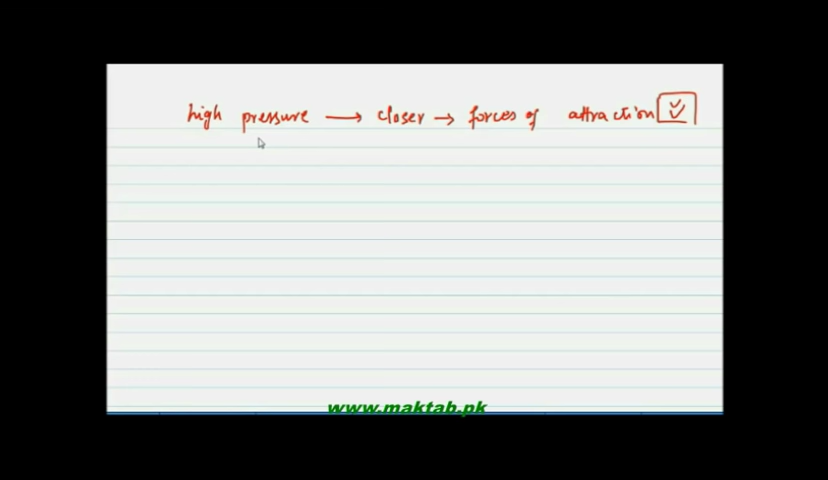 high pressure → closer → forces of attraction
www.maktab.pk